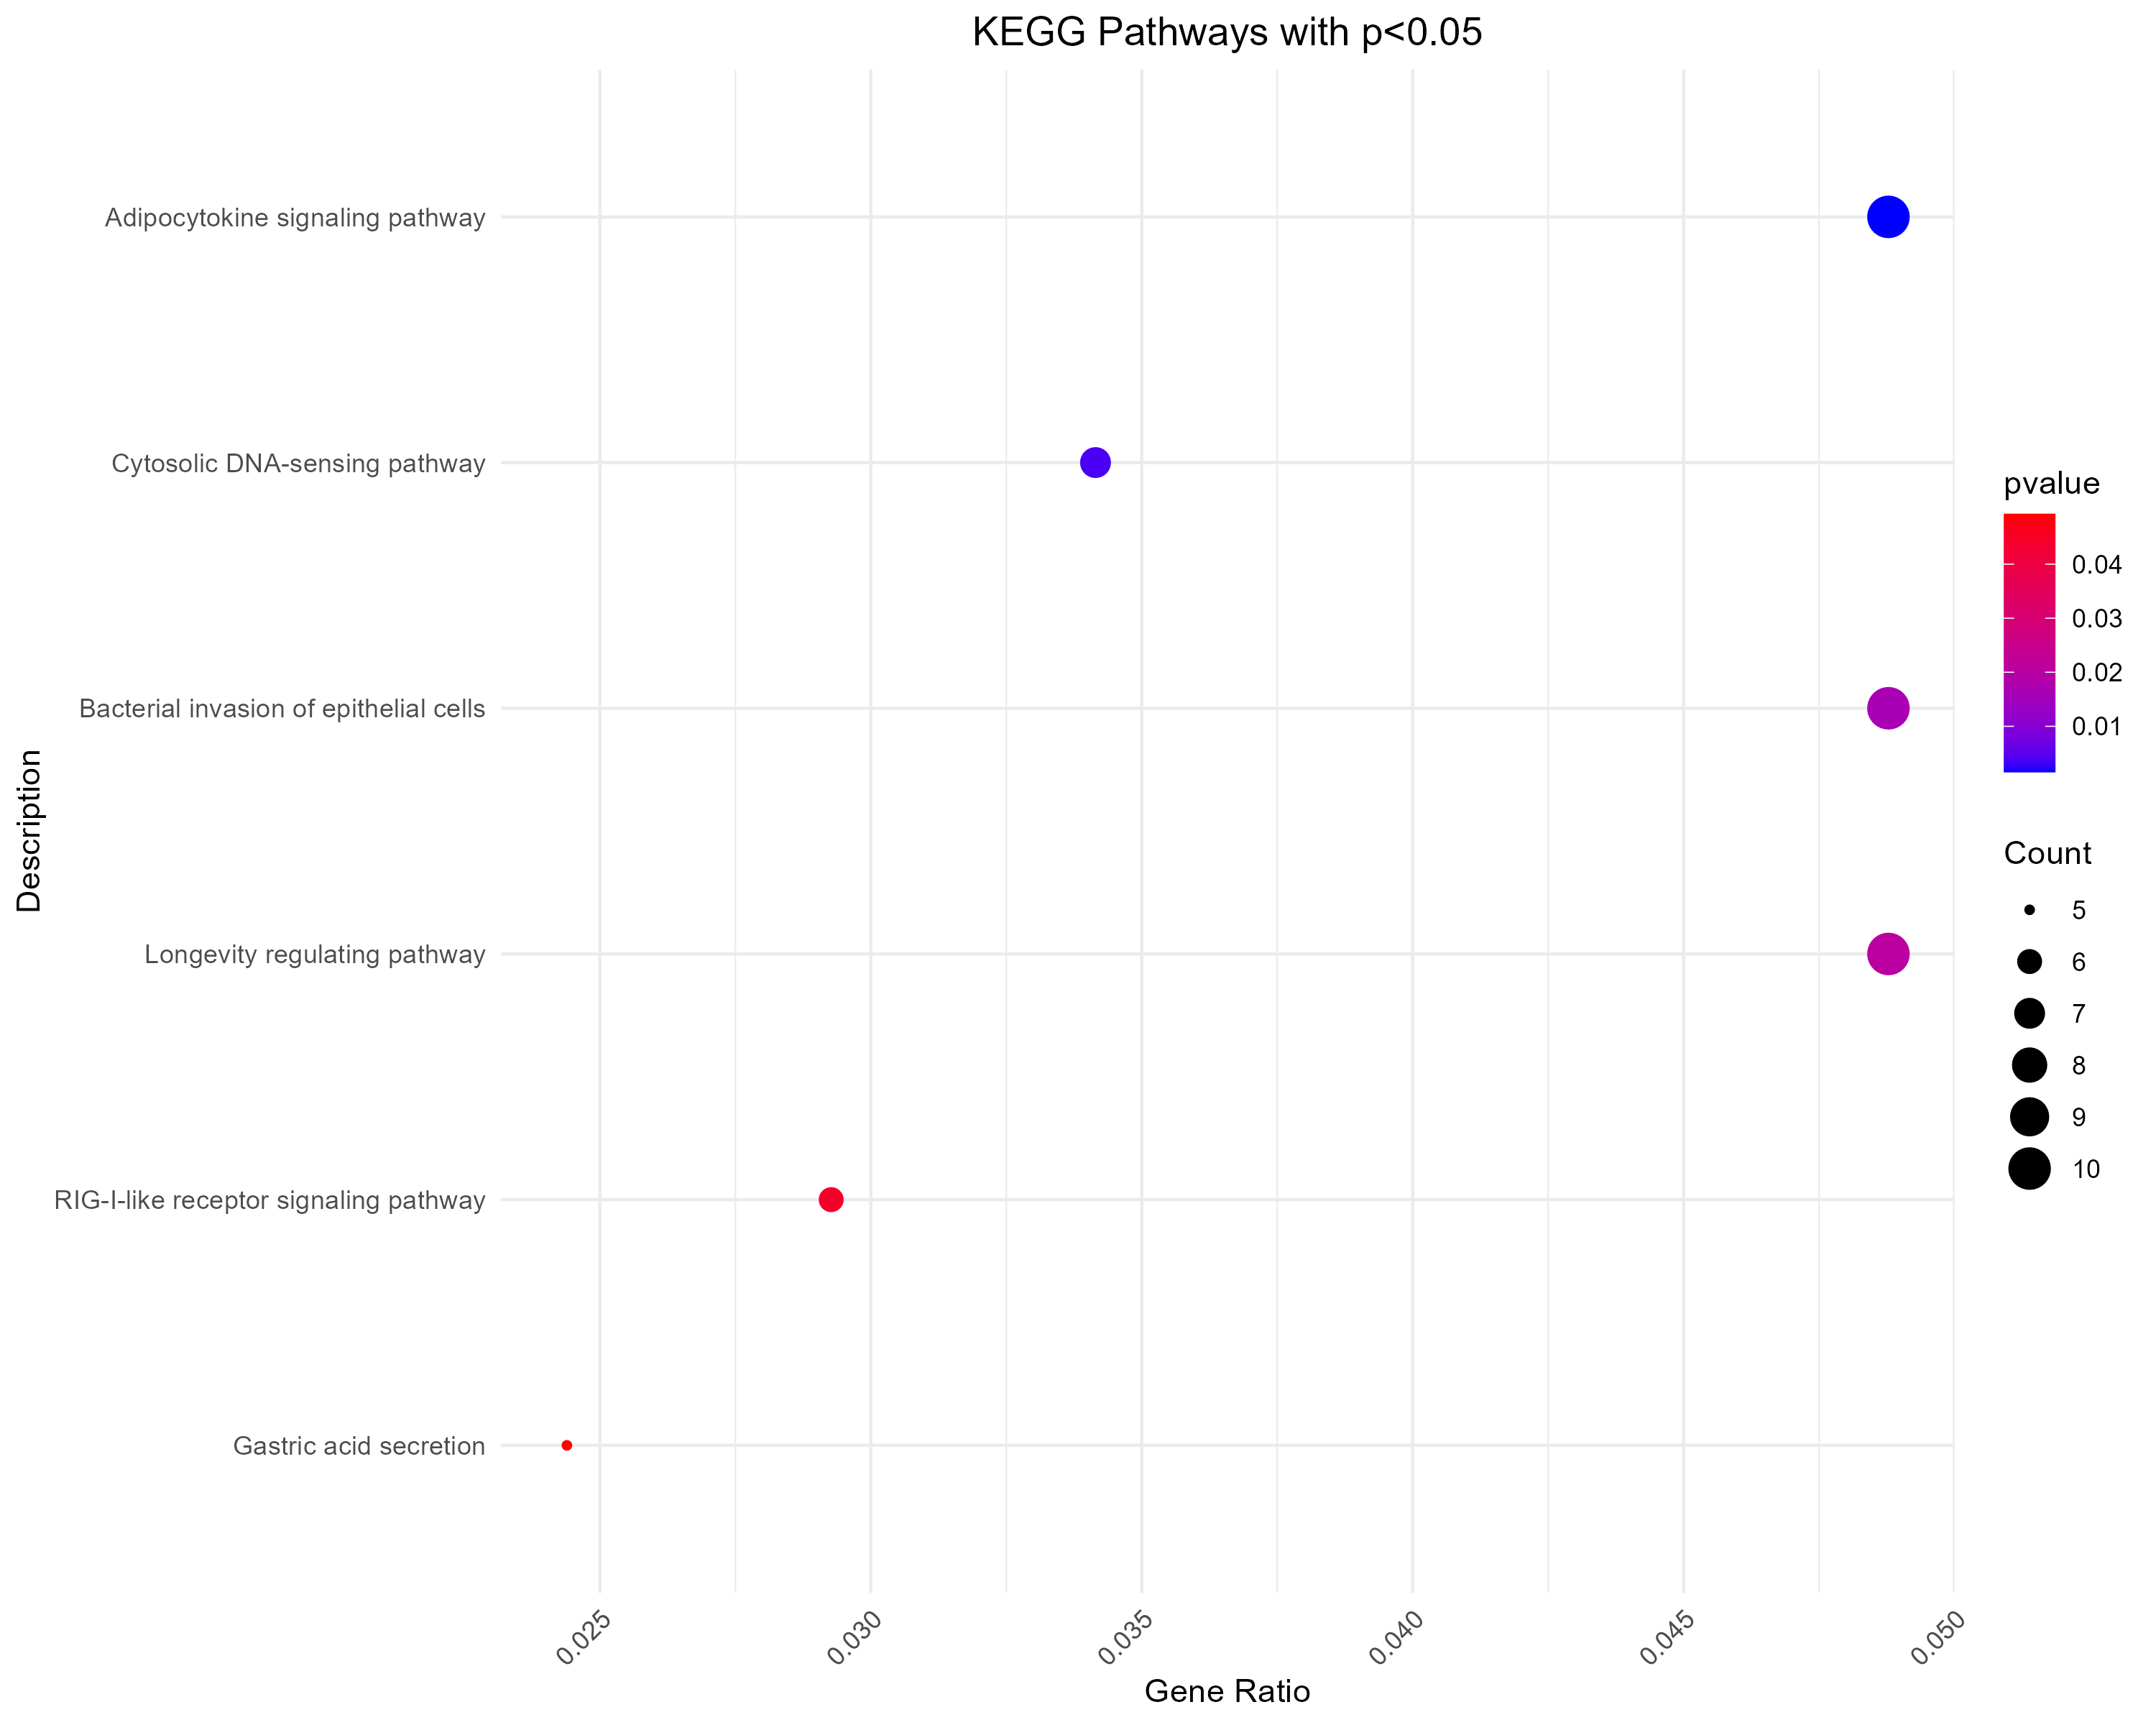 KEGG Pathways with p<0.05
Adipocytokine signaling pathway
Cytosolic DNA-sensing pathway
Bacterial invasion of epithelial cells
Longevity regulating pathway
RIG-I-like receptor signaling pathway
Gastric acid secretion
Description
0.025
0.030
0.035
0.040
0.045
0.050
Gene Ratio
pvalue
0.04
0.03
0.02
0.01
Count
5
6
7
8
9
10